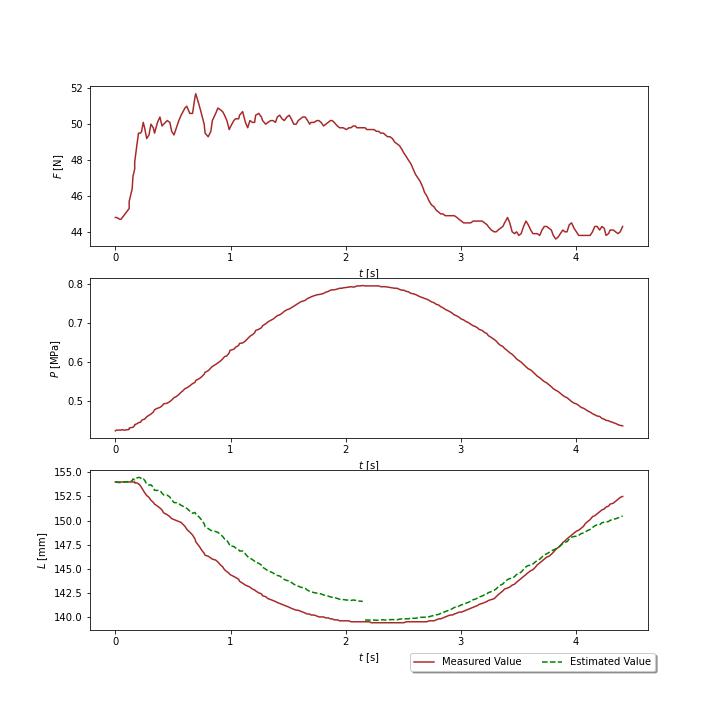 52
50
48
46
44
F [N]
0 1 2 3 4
t [s]
0.8
0.7
0.6
0.5
P [MPa]
0 1 2 3 4
t [s]
155.0
152.5
150.0
147.5
145.0
142.5
140.0
L [mm]
0 1 2 3 4
t [s]
Measured Value Estimated Value